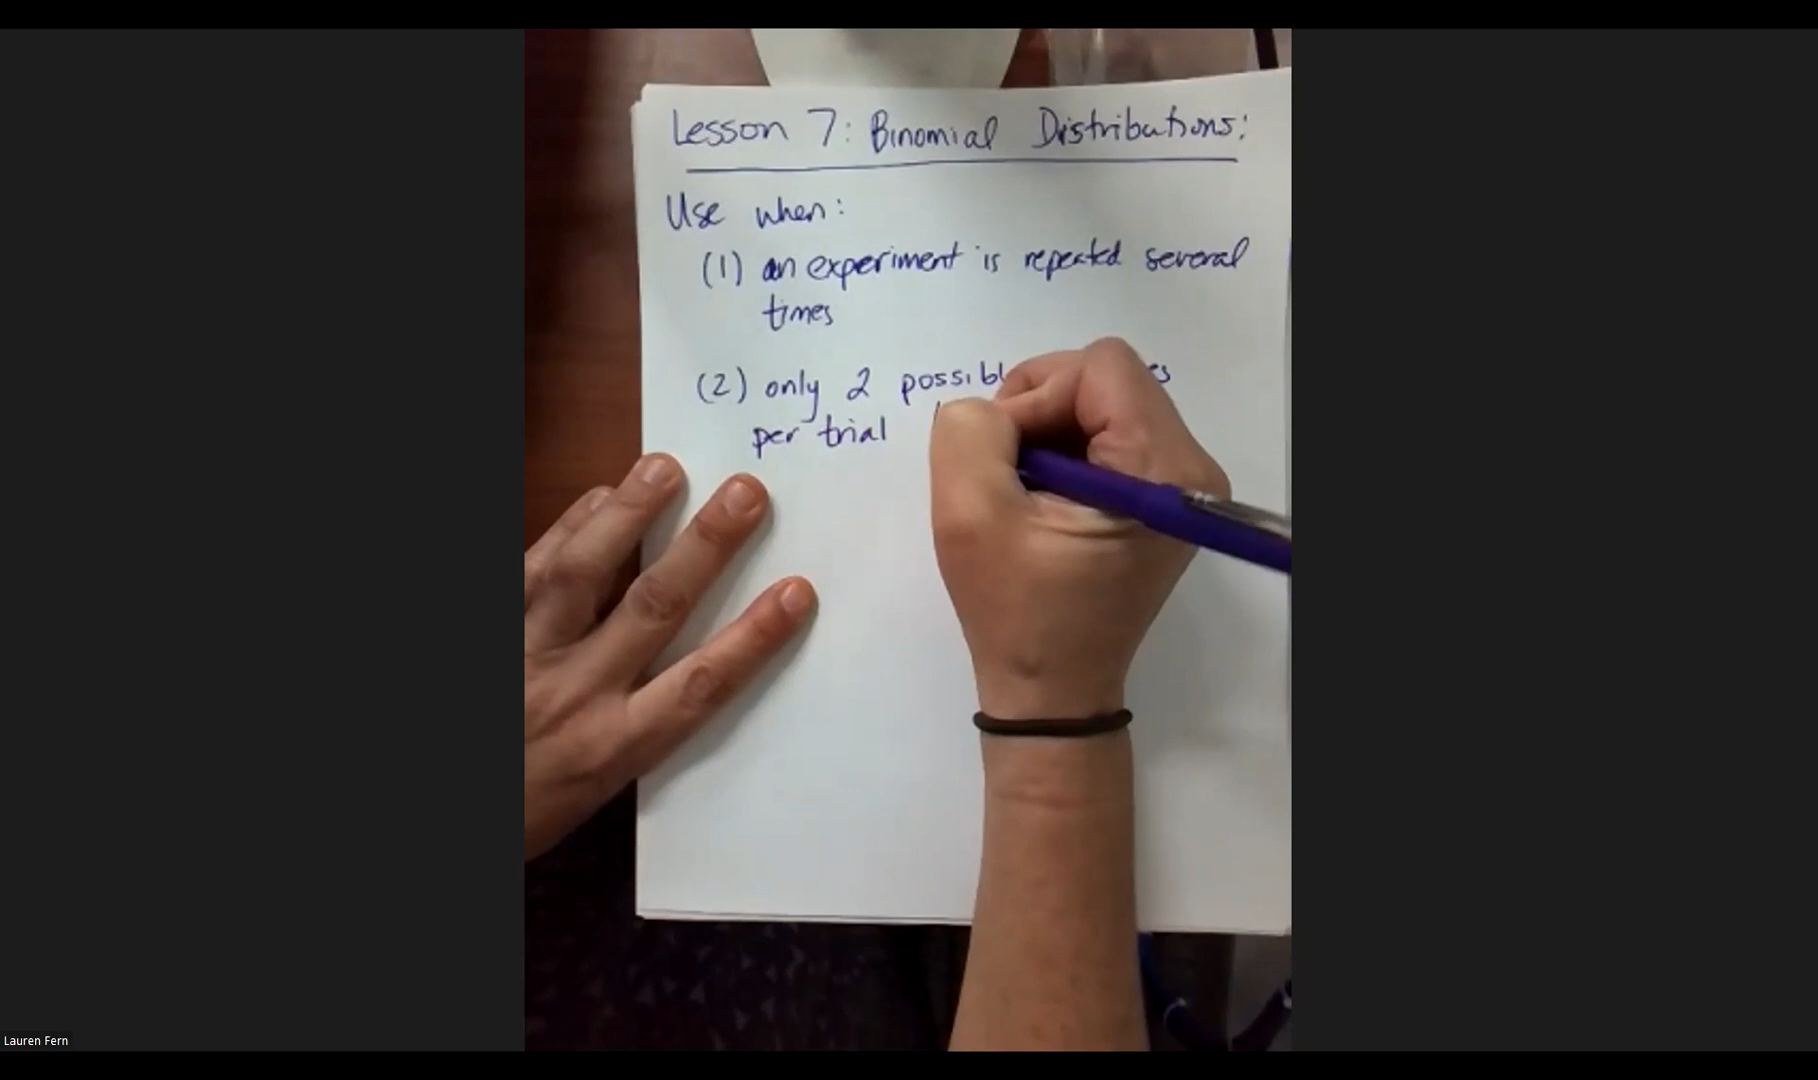 Lesson 7: Binomial Distributions:
Use when:
(1) an experiment is repeated several
times
(2) only 2 possibl
per trial
Lauren Fern